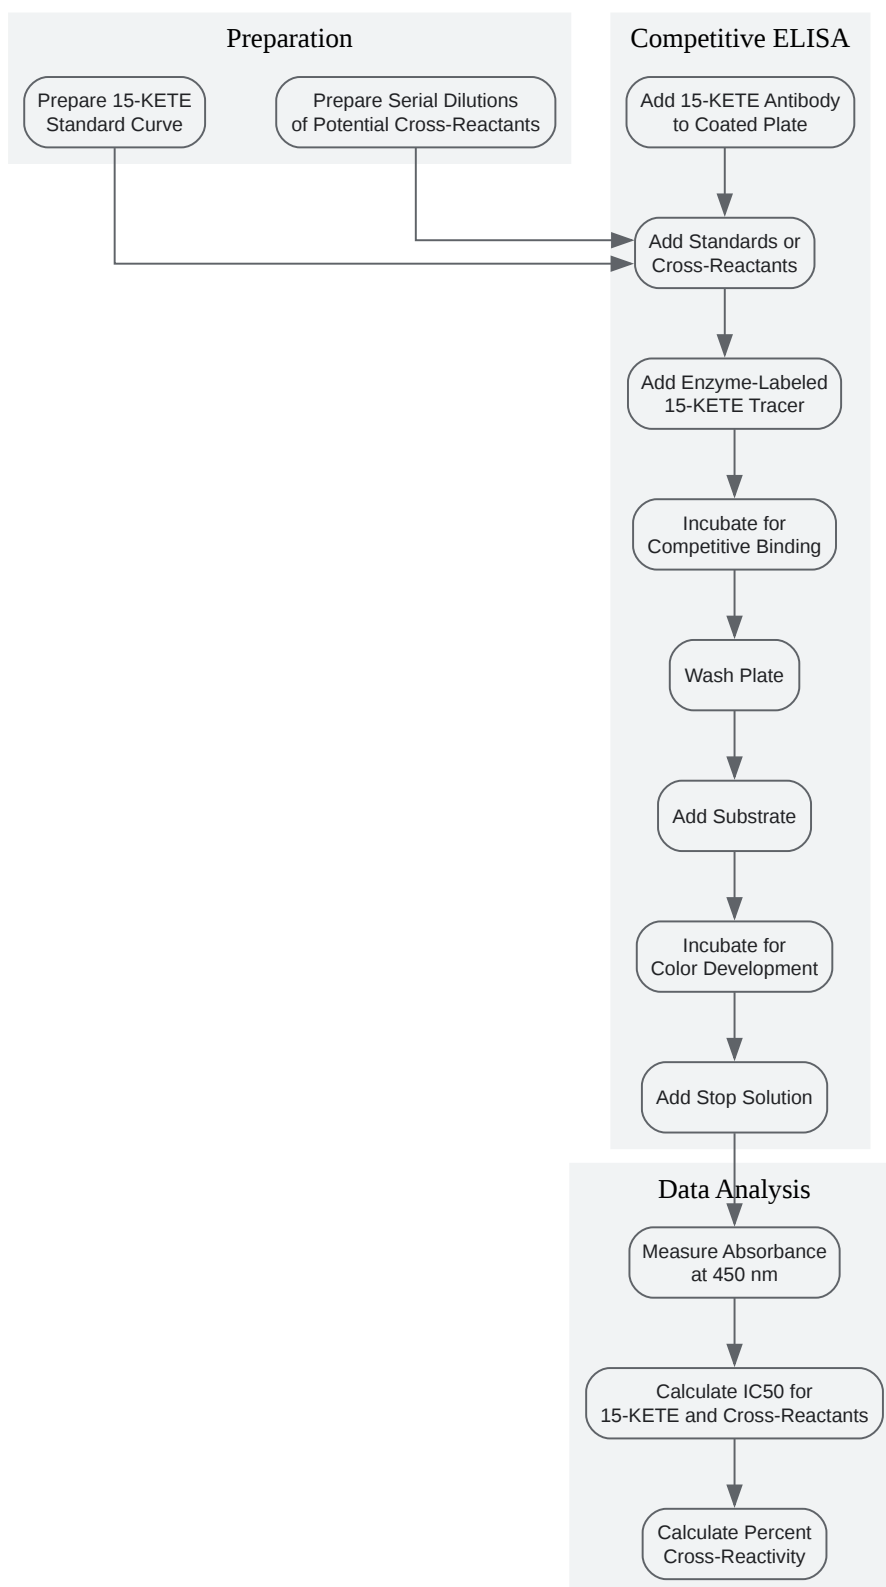 Preparation
Prepare 15-KETE
Standard Curve
Prepare Serial Dilutions
of Potential Cross-Reactants
Competitive ELISA
Add 15-KETE Antibody
to Coated Plate
Add Standards or
Cross-Reactants
Add Enzyme-Labeled
15-KETE Tracer
Incubate for
Competitive Binding
Wash Plate
Add Substrate
Incubate for
Color Development
Add Stop Solution
Data Analysis
Measure Absorbance
at 450 nm
Calculate IC50 for
15-KETE and Cross-Reactants
Calculate Percent
Cross-Reactivity